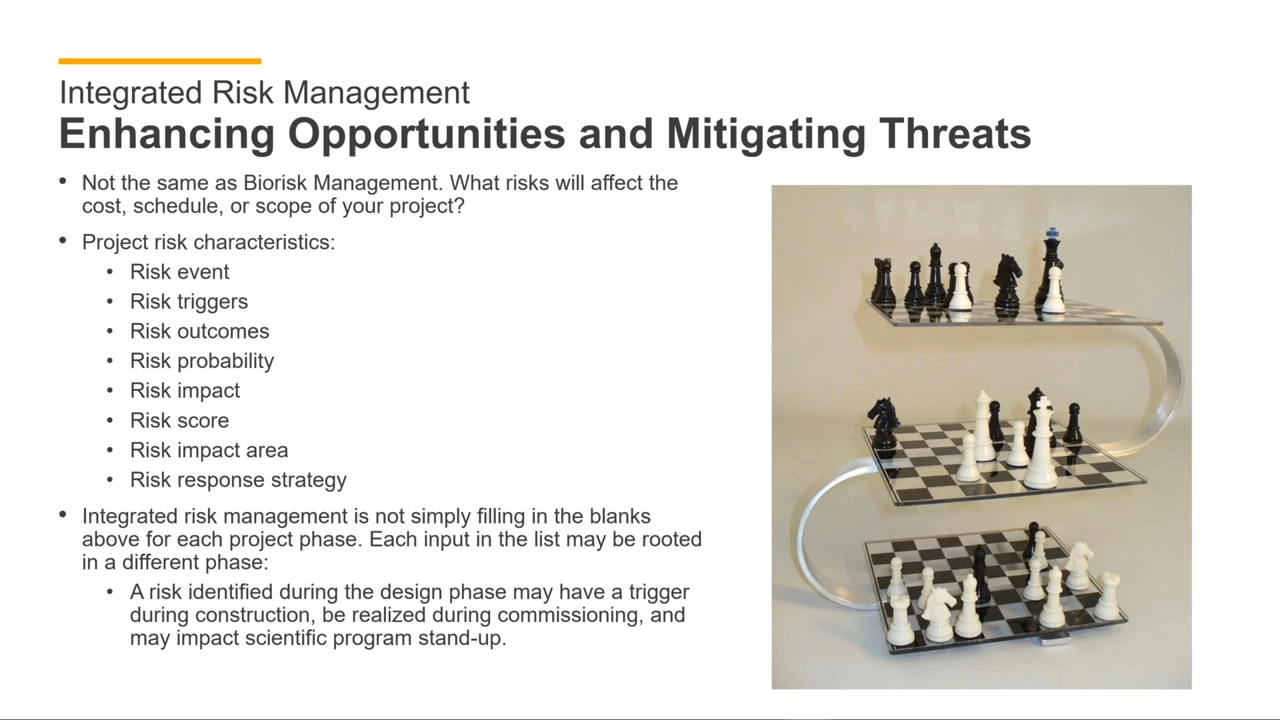 Integrated Risk Management
Enhancing Opportunities and Mitigating Threats
• Not the same as Biorisk Management. What risks will affect the
cost, schedule, or scope of your project?
• Project risk characteristics:
• Risk event
• Risk triggers
• Risk outcomes
• Risk probability
• Risk impact
• Risk score
• Risk impact area
• Risk response strategy
• Integrated risk management is not simply filling in the blanks
above for each project phase. Each input in the list may be rooted
in a different phase:
• A risk identified during the design phase may have a trigger
during construction, be realized during commissioning, and
may impact scientific program stand-up.